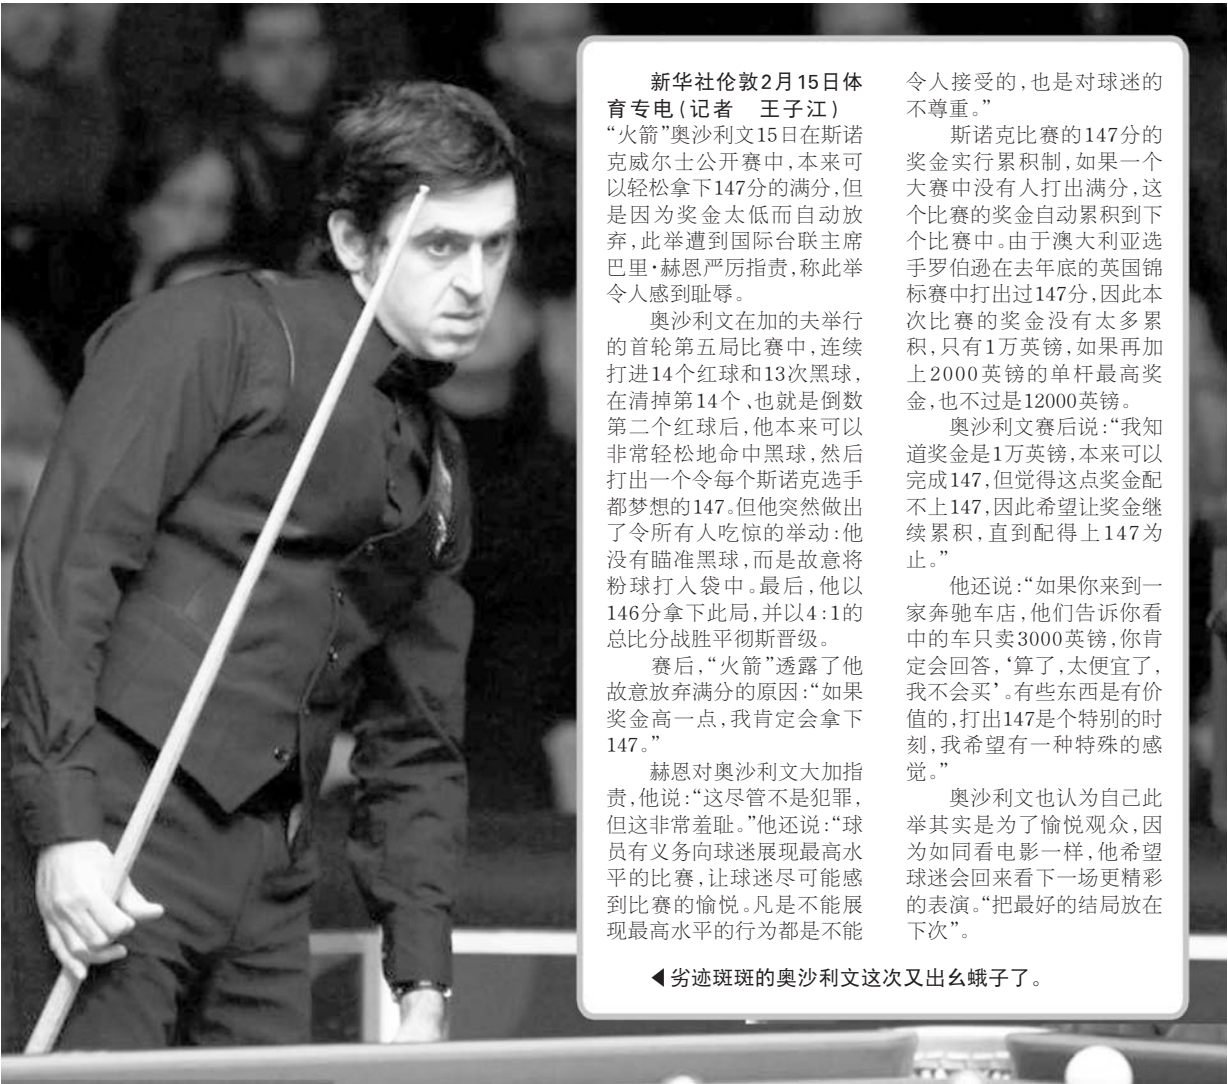 新华社伦敦2月15日体
育专电(记者 王子江)
“火箭”奥沙利文15日在斯诺
克威尔士公开赛中,本来可
以轻松拿下147分的满分,但
是因为奖金太低而自动放
弃,此举遭到国际台联主席
巴里·赫恩严厉指责,称此举
令人感到耻辱。
奥沙利文在加的夫举行
的首轮第五局比赛中,连续
打进14个红球和13次黑球,
在清掉第14个、也就是倒数
第二个红球后,他本来可以
非常轻松地命中黑球,然后
打出一个令每个斯诺克选手
都梦想的147。但他突然做出
了令所有人吃惊的举动:他
没有瞄准黑球,而是故意将
粉球打入袋中。最后,他以
146分拿下此局,并以4:1的
总比分战胜平彻斯晋级。
赛后,“火箭”透露了他
故意放弃满分的原因:“如果
奖金高一点,我肯定会拿下
147。”
赫恩对奥沙利文大加指
责,他说:“这尽管不是犯罪,
但这非常羞耻。”他还说:“球
员有义务向球迷展现最高水
平的比赛,让球迷尽可能感
到比赛的愉悦。凡是不能展
现最高水平的行为都是不能
令人接受的,也是对球迷的
不尊重。”
斯诺克比赛的147分的
奖金实行累积制,如果一个
大赛中没有人打出满分,这
个比赛的奖金自动累积到下
个比赛中。由于澳大利亚选
手罗伯逊在去年底的英国锦
标赛中打出过147分,因此本
次比赛的奖金没有太多累
积,只有1万英镑,如果再加
上2000英镑的单杆最高奖
金,也不过是12000英镑。
奥沙利文赛后说:“我知
道奖金是1万英镑,本来可以
完成147,但觉得这点奖金配
不上147,因此希望让奖金继
续累积,直到配得上147为
止。”
他还说:“如果你来到一
家奔驰车店,他们告诉你看
中的车只卖3000英镑,你肯
定会回答,‘算了,太便宜了,
我不会买’。有些东西是有价
值的,打出147是个特别的时
刻,我希望有一种特殊的感
觉。”
奥沙利文也认为自己此
举其实是为了愉悦观众,因
为如同看电影一样,他希望
球迷会回来看下一场更精彩
的表演。“把最好的结局放在
下次”。
◀劣迹斑斑的奥沙利文这次又出幺蛾子了。